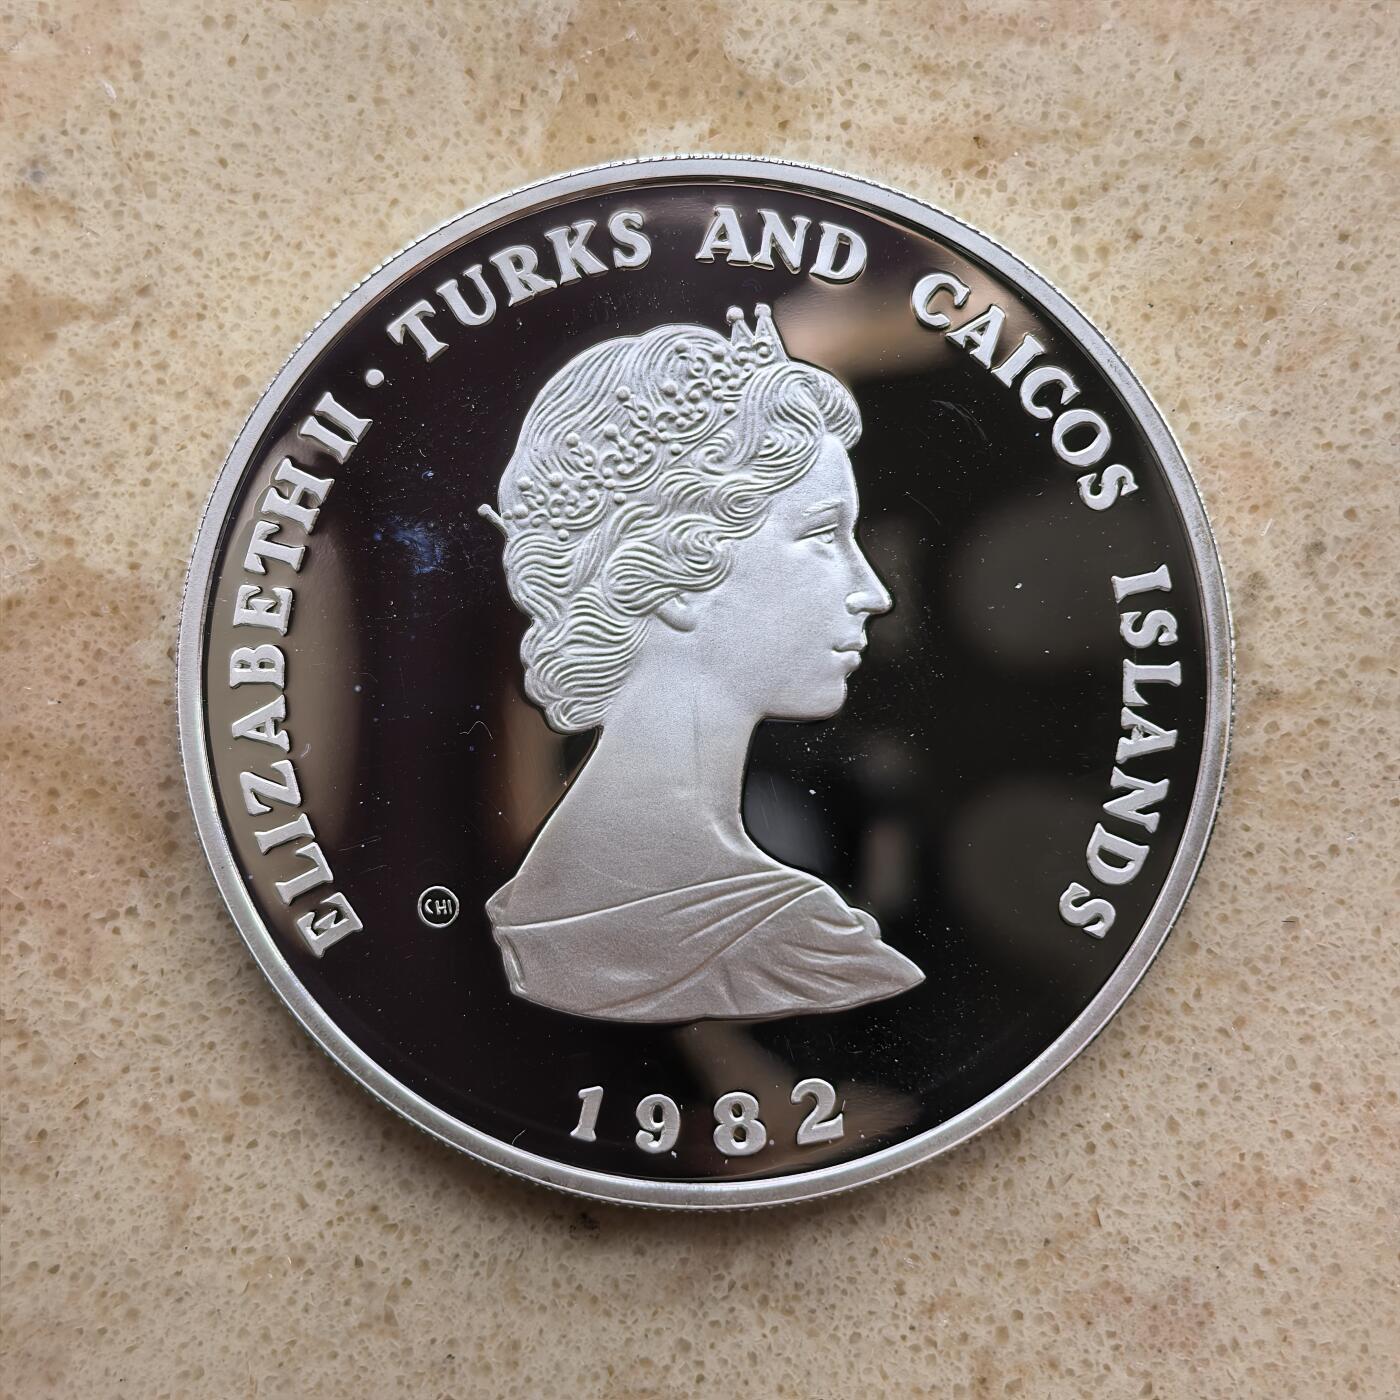 ELIZABETH II · TURKS AND CAICOS ISLANDS
CHI
1982